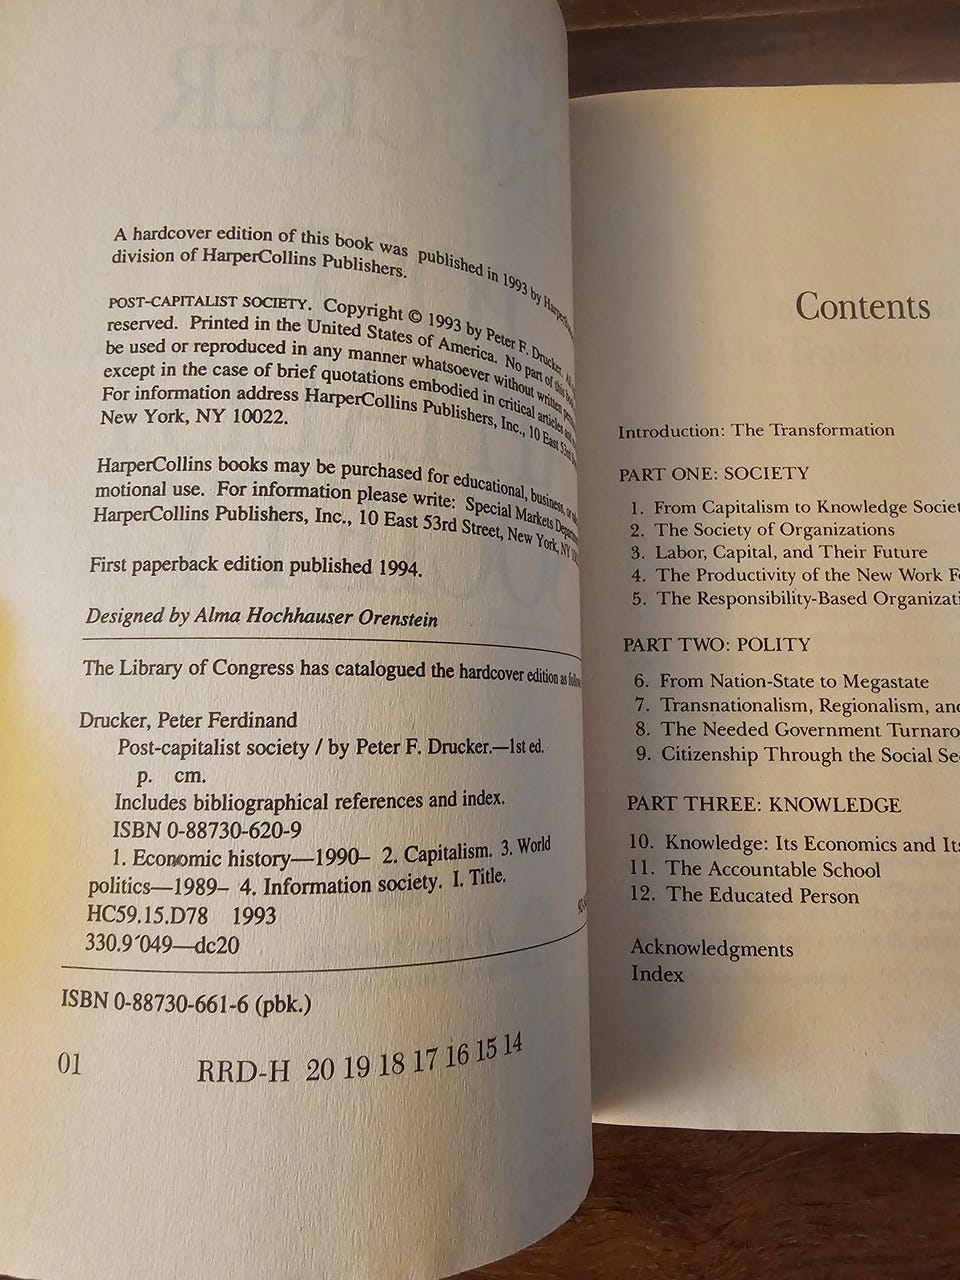 A hardcover edition of this book was published in 1993 by
division of HarperCollins Publishers.
POST-CAPITALIST SOCIETY. Copyright © 1993 by Peter F. Drucker.
reserved. Printed in the United States of America. No part of this
be used or reproduced in any manner whatsoever without written
except in the case of brief quotations embodied in critical articles
For information address HarperCollins Publishers, Inc., 10 East 53rd
New York, NY 10022.
HarperCollins books may be purchased for educational, business,
motional use. For information please write: Special Markets
HarperCollins Publishers, Inc., 10 East 53rd Street, New York, NY
First paperback edition published 1994.
Designed by Alma Hochhauser Orenstein
The Library of Congress has catalogued the hardcover edition as
Drucker, Peter Ferdinand
Post-capitalist society / by Peter F. Drucker.—1st ed.
p. cm.
Includes bibliographical references and index.
ISBN 0-88730-620-9
1. Economic history—1990– 2. Capitalism. 3. World
politics—1989– 4. Information society. I. Title.
HC59.15.D78 1993
330.9´049—dc20
ISBN 0-88730-661-6 (pbk.)
01 RRD-H 20 19 18 17 16 15 14
Contents
Introduction: The Transformation
PART ONE: SOCIETY
1. From Capitalism to Knowledge Societ
2. The Society of Organizations
3. Labor, Capital, and Their Future
4. The Productivity of the New Work F
5. The Responsibility-Based Organizati
PART TWO: POLITY
6. From Nation-State to Megastate
7. Transnationalism, Regionalism, and
8. The Needed Government Turnaro
9. Citizenship Through the Social Se
PART THREE: KNOWLEDGE
10. Knowledge: Its Economics and Its
11. The Accountable School
12. The Educated Person
Acknowledgments
Index